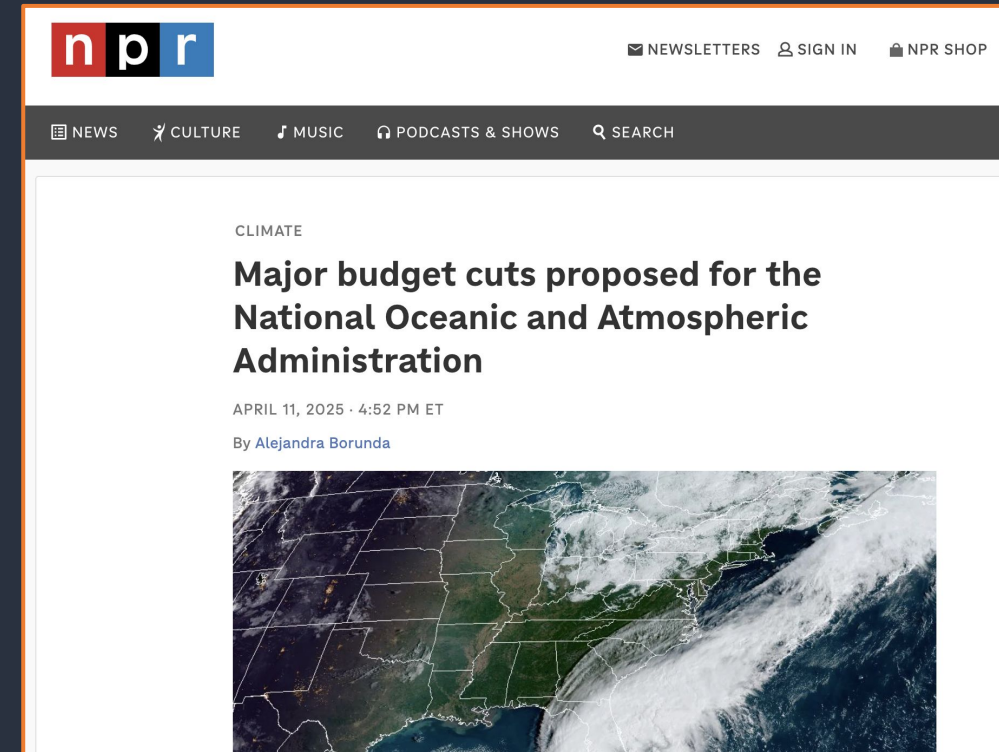 npr
NEWSLETTERS SIGN IN NPR SHOP
NEWS CULTURE MUSIC PODCASTS & SHOWS SEARCH
CLIMATE
Major budget cuts proposed for the
National Oceanic and Atmospheric
Administration
APRIL 11, 2025 · 4:52 PM ET
By Alejandra Borunda